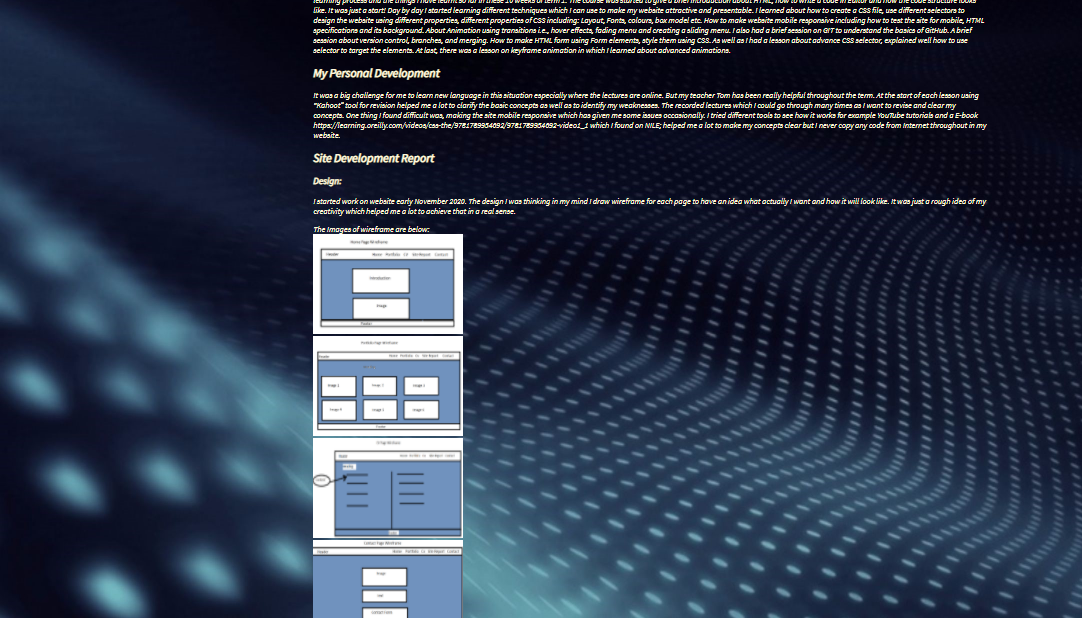 learning process and the things I have learnt so far in these 10 weeks of term 1. The course was started to give a brief introduction about HTML, how to write a code in Editor and how the code structure looks
like. It was just a start! Day by day I started learning different techniques which I can use to make my website attractive and presentable. I learned about how to create a CSS file, use different selectors to
design the website using different properties, different properties of CSS including: Layout, Fonts, colours, box model etc. How to make website mobile responsive including how to test the site for mobile, HTML
specifications and its background. About Animation using transitions i.e., hover effects, fading menu and creating a sliding menu. I also had a brief session on GIT to understand the basics of GitHub. A brief
session about version control, branches, and merging. How to make HTML form using Form elements, style them using CSS. As well as I had a lesson about advance CSS selector, explained well how to use
selector to target the elements. At last, there was a lesson on keyframe animation in which I learned about advanced animations.
My Personal Development
It was a big challenge for me to learn new language in this situation especially where the lectures are online. But my teacher Tom has been really helpful throughout the term. At the start of each lesson using
"Kahoot" tool for revision helped me a lot to clarify the basic concepts as well as to identify my weaknesses. The recorded lectures which I could go through many times as I want to revise and clear my
concepts. One thing I found difficult was, making the site mobile responsive which has given me some issues occasionally. I tried different tools to see how it works for example YouTube tutorials and a E-book
https://learning.oreilly.com/videos/css-the/9781789954092/9781789954092-video1_1 which I found on NILE; helped me a lot to make my concepts clear but I never copy any code from Internet throughout in my
website.
Site Development Report
Design:
I started work on website early November 2020. The design I was thinking in my mind I draw wireframe for each page to have an idea what actually I want and how it will look like. It was just a rough idea of my
creativity which helped me a lot to achieve that in a real sense.
The Images of wireframe are below:
Home Page Wireframe
Header Home Portfolio CV Site Report Contact
Introduction
Image
Footer
Portfolio Page Wireframe
Header Home Portfolio CV Site Report Contact
Image 1 Image 2 Image 3
Image 4 Image 5 Image 6
Footer
Header Home Portfolio CV Site Report Contact
Contact Page Wireframe
Header Home Portfolio CV Site Report Contact
Image
Contact Form